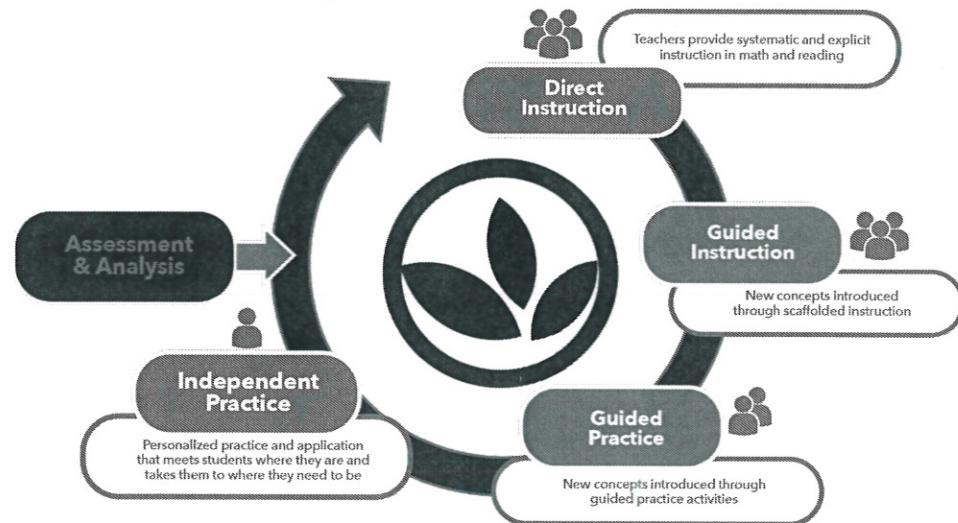 Teachers provide systematic and explicit
instruction in math and reading
Direct
Instruction
Guided
Instruction
New concepts introduced
through scaffolded instruction
Guided
Practice
New concepts introduced through
guided practice activities
Independent
Practice
Personalized practice and application
that meets students where they are and
takes them to where they need to be
Assessment
& Analysis